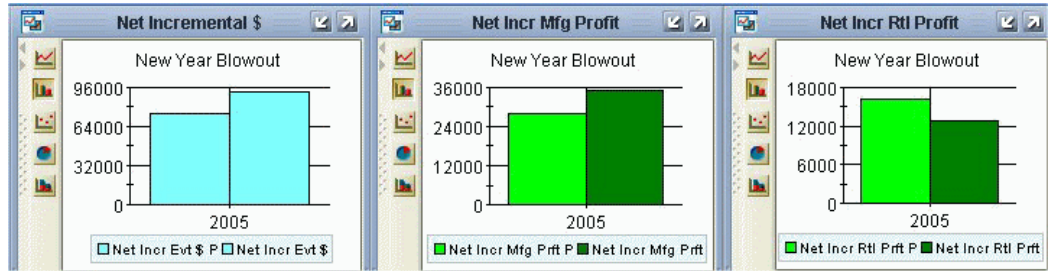 Net Incremental $
New Year Blowout
96000
64000
32000
0
2005
Net Incr Evt $ P Net Incr Evt $
Net Incr Mfg Profit
New Year Blowout
36000
24000
12000
0
2005
Net Incr Mfg Prft P Net Incr Mfg Prft
Net Incr Rtl Profit
New Year Blowout
18000
12000
6000
0
2005
Net Incr Rtl Prft P Net Incr Rtl Prft